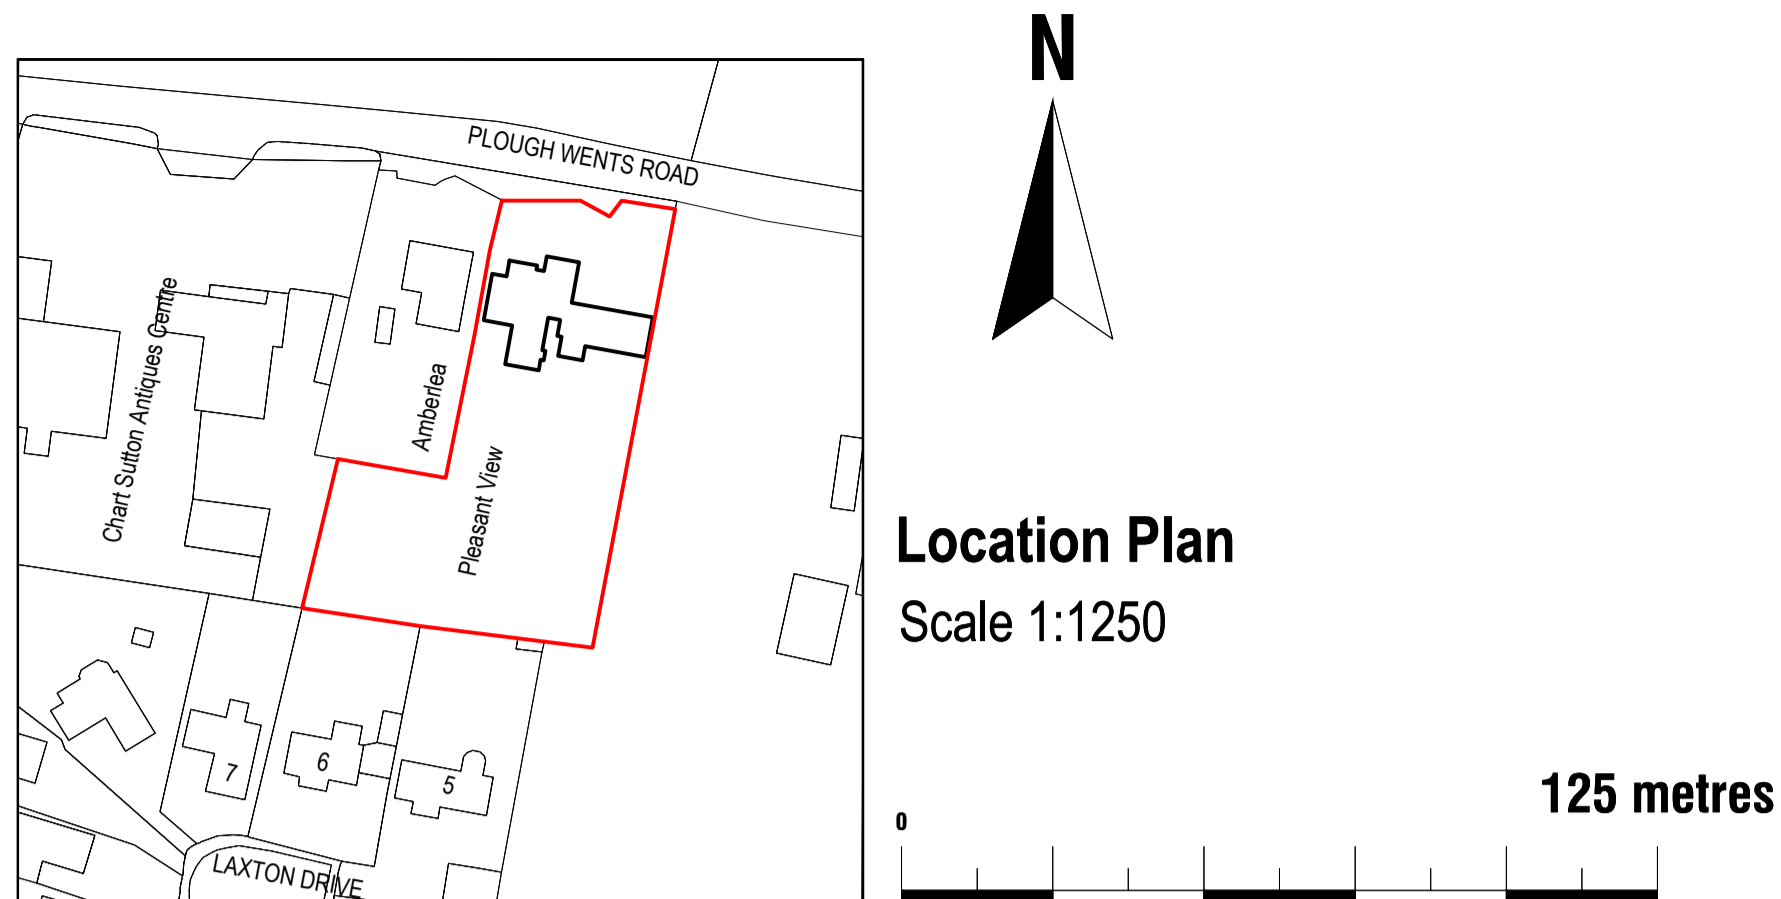 N
PLOUGH WENTS ROAD
Chart Sutton Antiques Centre
Amberlea
Pleasant View
Location Plan
Scale 1:1250
7
6
5
LAXTON DRIVE
125 metres
0